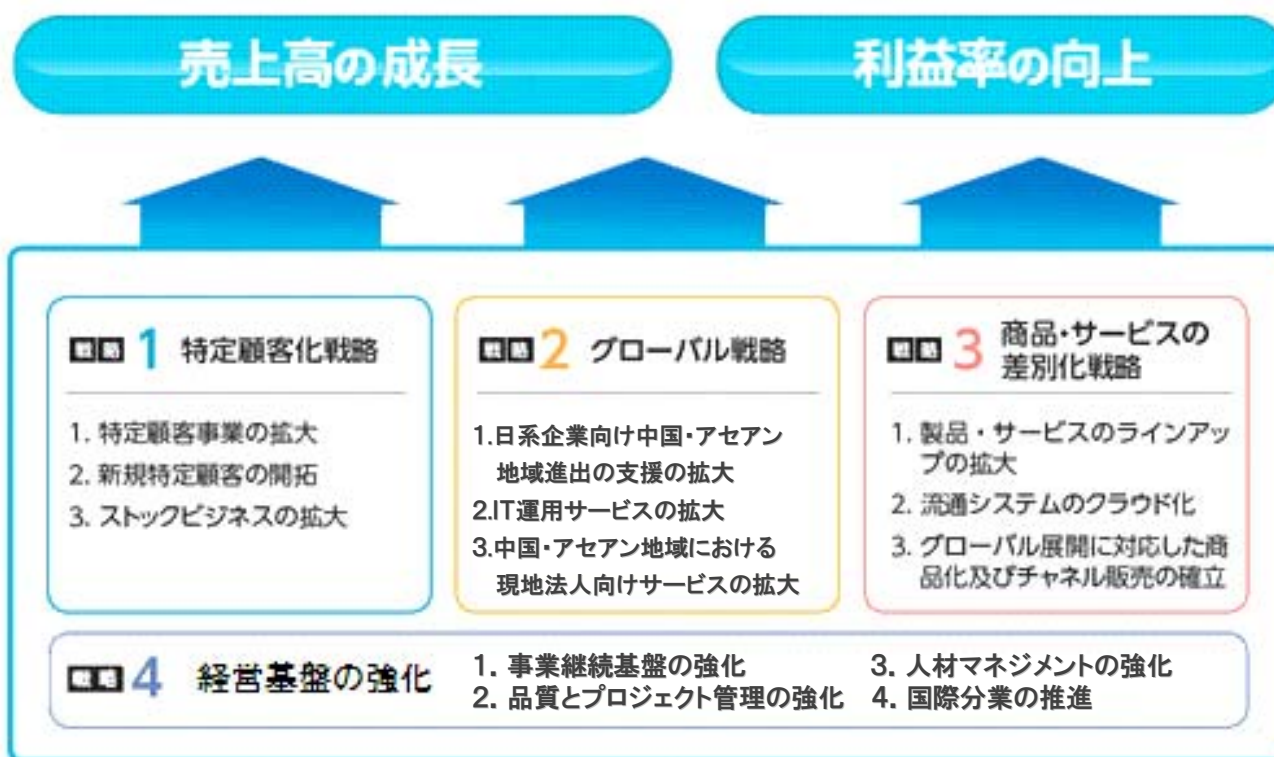 売上高の成長
利益率の向上
戦略 1 特定顧客化戦略
1. 特定顧客事業の拡大
2. 新規特定顧客の開拓
3. ストックビジネスの拡大
戦略 2 グローバル戦略
1.日系企業向け中国・アセアン
地域進出の支援の拡大
2.IT運用サービスの拡大
3.中国・アセアン地域における
現地法人向けサービスの拡大
戦略 3 商品・サービスの
差別化戦略
1. 製品・サービスのラインアッ
プの拡大
2. 流通システムのクラウド化
3. グローバル展開に対応した商
品化及びチャネル販売の確立
戦略 4 経営基盤の強化
1. 事業継続基盤の強化
2. 品質とプロジェクト管理の強化
3. 人材マネジメントの強化
4. 国際分業の推進